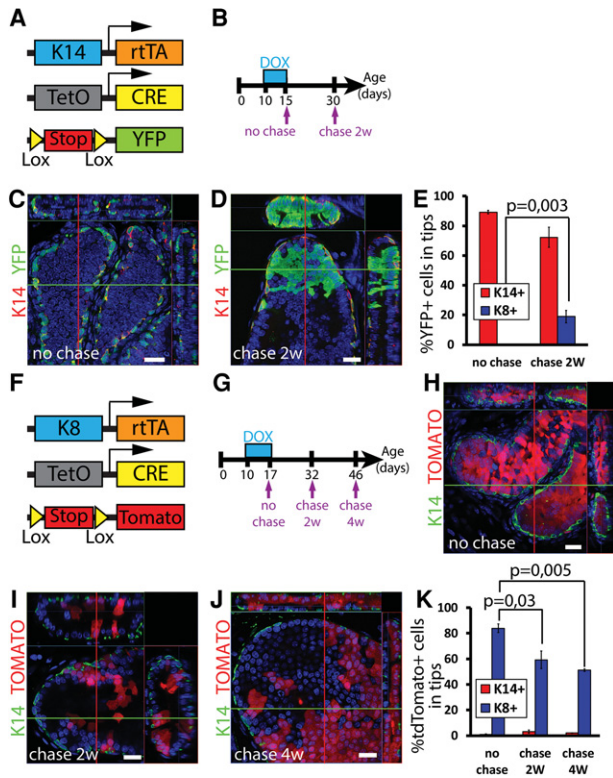 A
K14
rtTA
TetO
CRE
Stop
YFP
Lox
Lox
B
DOX
Age
(days)
0
10
15
30
no chase
chase 2w
C
K14 YFP
no chase
D
K14 YFP
chase 2w
E
%YFP+ cells in tips
100
80
60
40
20
0
p=0,003
K14+
K8+
no chase
chase 2W
F
K8
rtTA
TetO
CRE
Stop
Tomato
Lox
Lox
G
DOX
Age
(days)
0
10
17
32
46
no
chase
chase
2w
chase
4w
H
K14 TOMATO
no chase
I
K14 TOMATO
chase 2w
J
K14 TOMATO
chase 4w
K
%tdTomato+ cells
in tips
100
80
60
40
20
0
p=0,005
p=0,03
K14+
K8+
no
chase
chase
2W
chase
4W